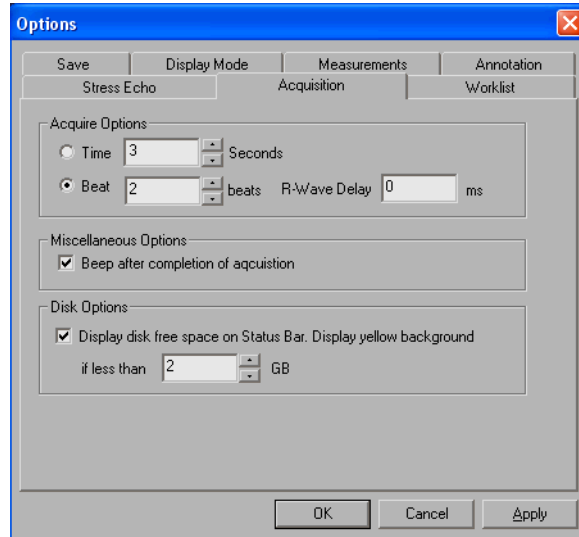 Options
Save Display Mode Measurements Annotation
Stress Echo Acquisition Worklist
Acquire Options
Time 3 Seconds
Beat 2 beats R-Wave Delay 0 ms
Miscellaneous Options
Beep after completion of aqcuistion
Disk Options
Display disk free space on Status Bar. Display yellow background
if less than 2 GB
OK Cancel Apply